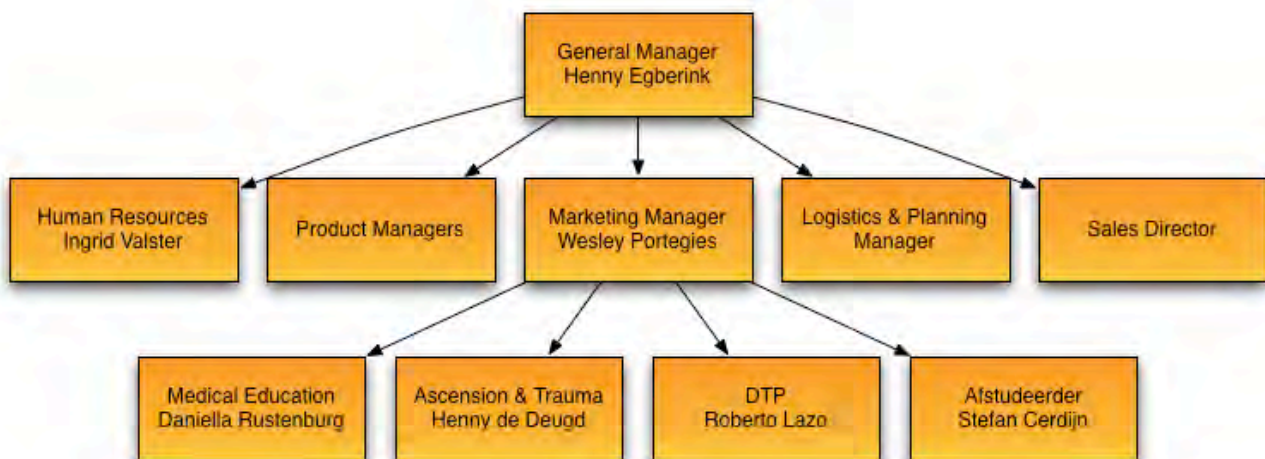 General Manager
Henny Egberink
Human Resources
Ingrid Valster
Product Managers
Marketing Manager
Wesley Portegies
Logistics & Planning
Manager
Sales Director
Medical Education
Daniella Rustenburg
Ascension & Trauma
Henny de Deugd
DTP
Roberto Lazo
Afstudeerder
Stefan Cerdijn